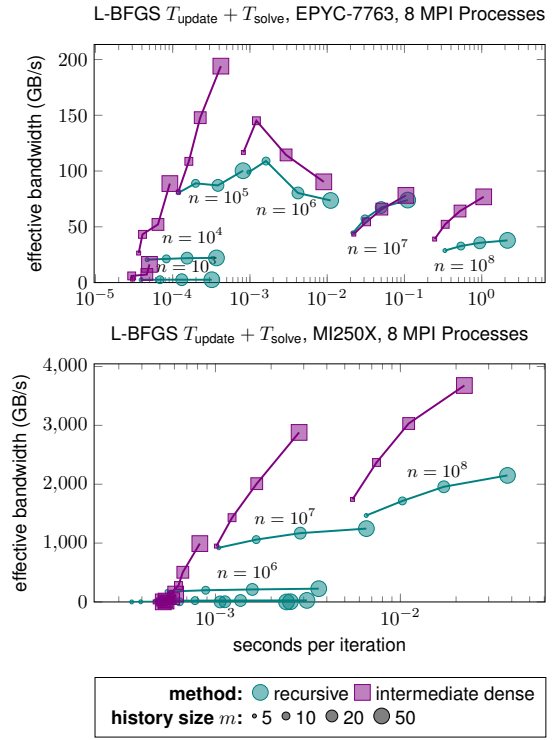 L-BFGS T_update + T_solve, EPYC-7763, 8 MPI Processes
effective bandwidth (GB/s)
200
150
100
50
0
n = 10^5
n = 10^6
n = 10^4
n = 10^3
n = 10^7
n = 10^8
10^−5
10^−4
10^−3
10^−2
10^−1
10^0
L-BFGS T_update + T_solve, MI250X, 8 MPI Processes
effective bandwidth (GB/s)
4,000
3,000
2,000
1,000
0
n = 10^8
n = 10^7
n = 10^6
10^−3
10^−2
seconds per iteration
method: recursive intermediate dense
history size m: 5 10 20 50